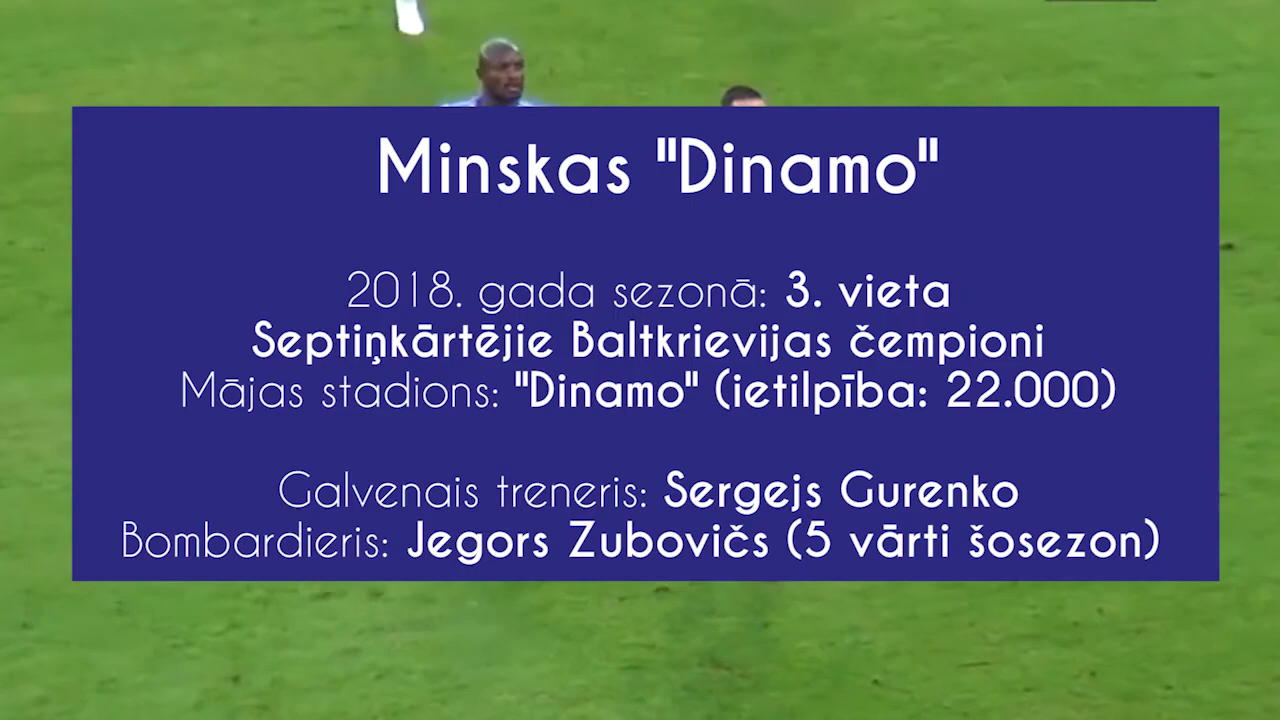 Minskas "Dinamo"
2018. gada sezonā: 3. vieta
Septiņkārtējie Baltkrievijas čempioni
Mājas stadions: "Dinamo" (ietilpība: 22.000)
Galvenais treneris: Sergejs Gurenko
Bombardieris: Jegors Zubovičs (5 vārti šosezon)